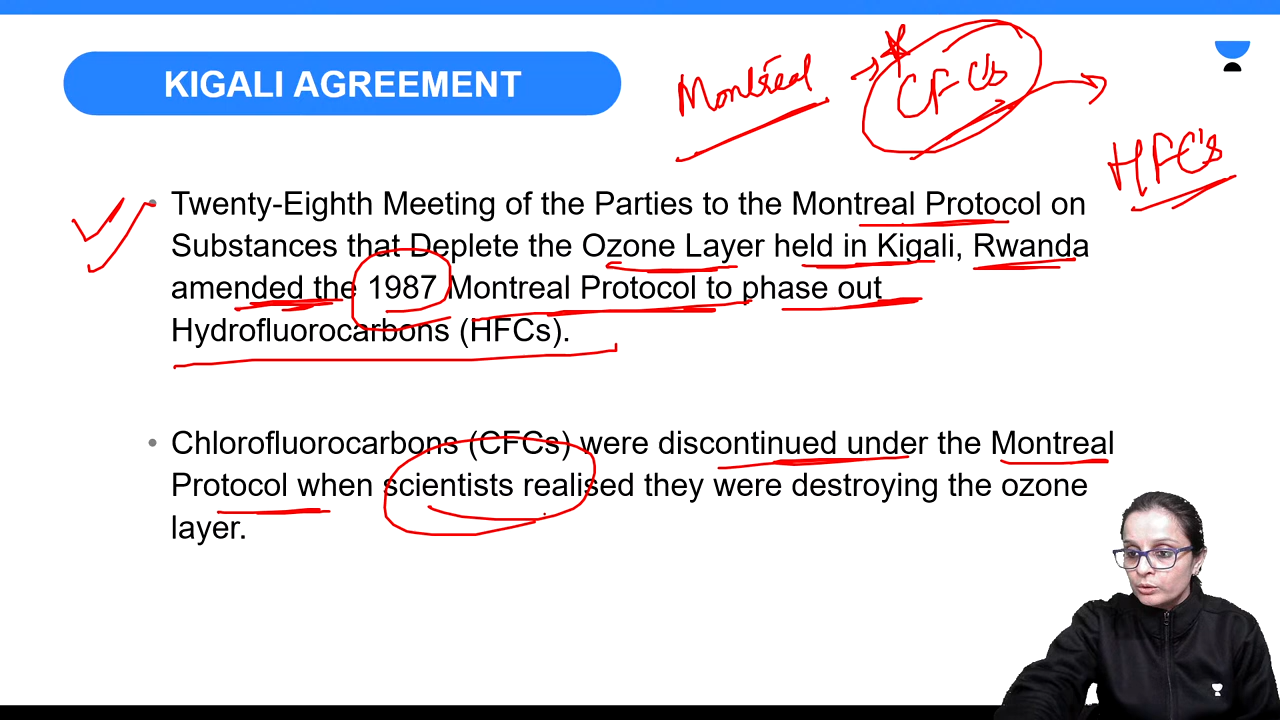 KIGALI AGREEMENT
Montreal → CFC's
HFC's
• Twenty-Eighth Meeting of the Parties to the Montreal Protocol on
Substances that Deplete the Ozone Layer held in Kigali, Rwanda
amended the 1987 Montreal Protocol to phase out
Hydrofluorocarbons (HFCs).
• Chlorofluorocarbons (CFCs) were discontinued under the Montreal
Protocol when scientists realised they were destroying the ozone
layer.